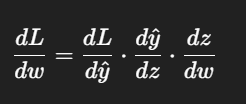 dL/dw = dL/dŷ · dŷ/dz · dz/dw